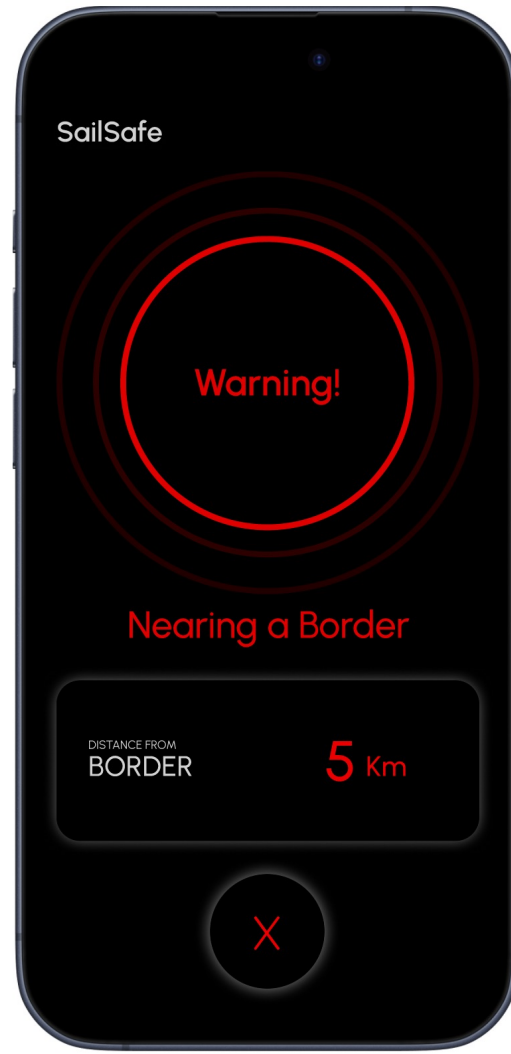 SailSafe
Warning!
Nearing a Border
DISTANCE FROM
BORDER
5 Km
X